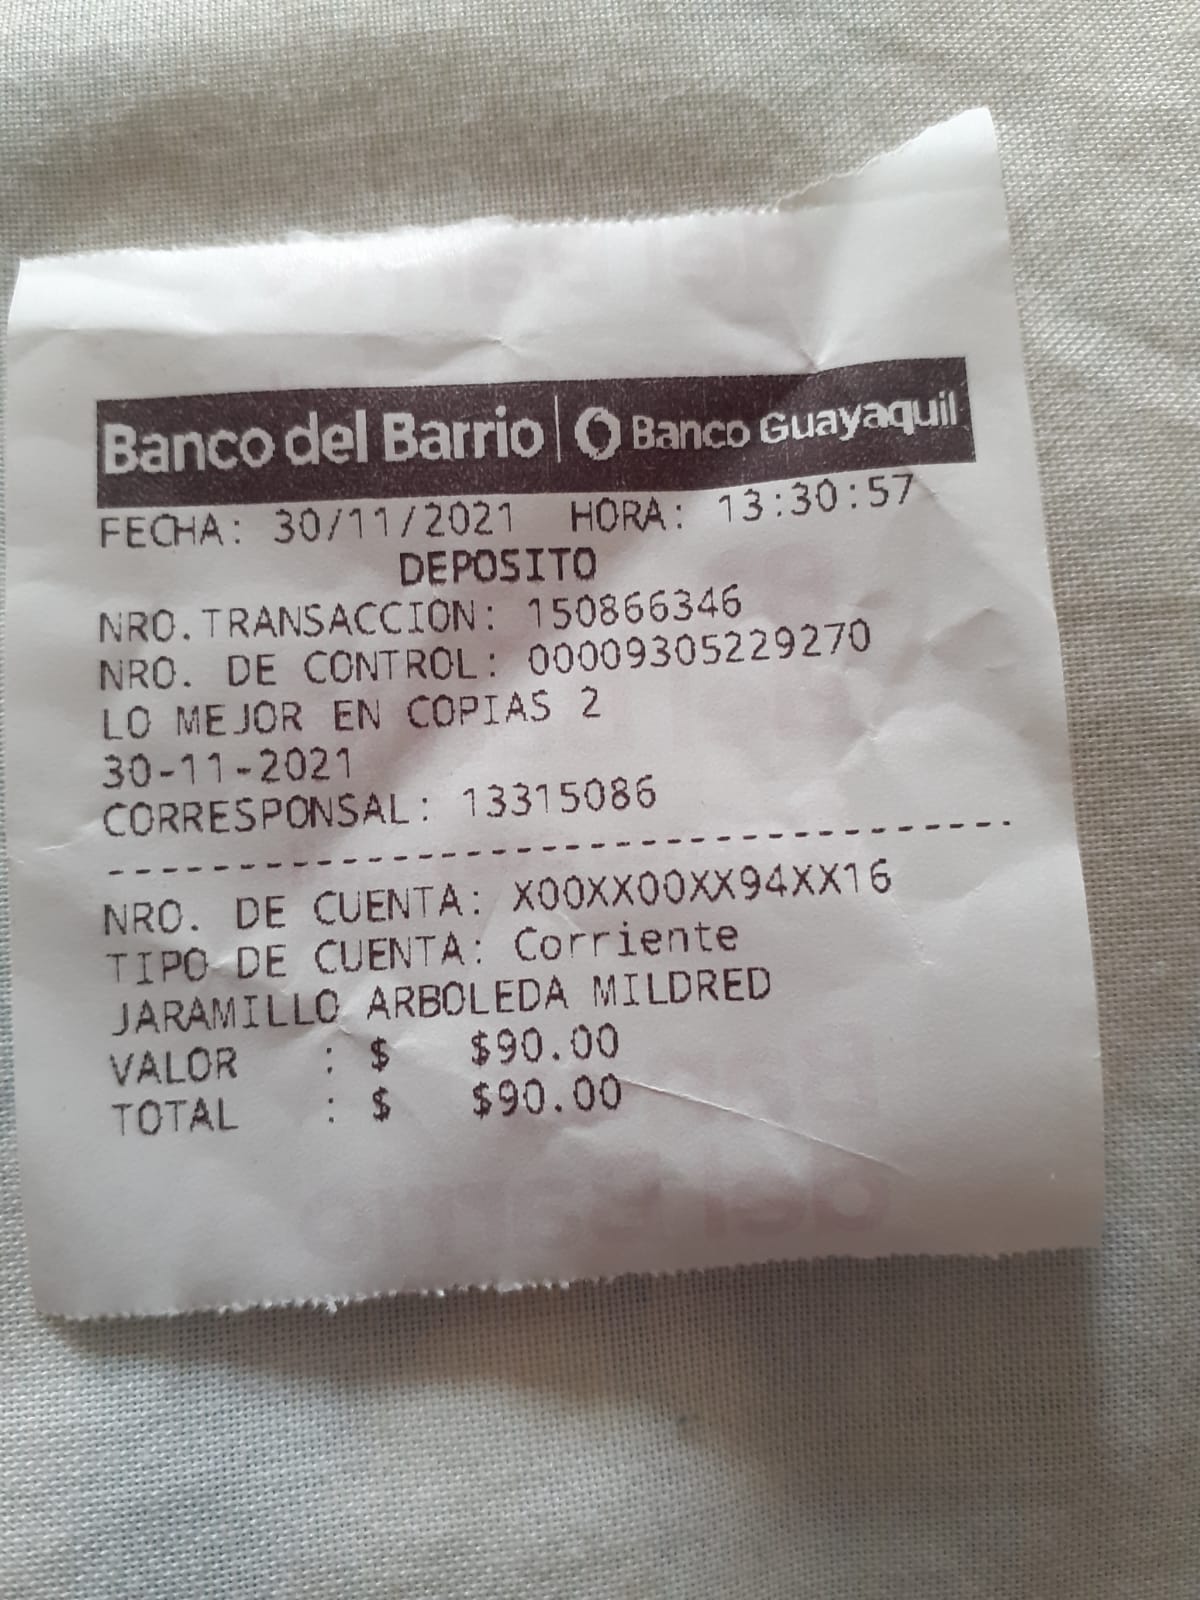 Banco del Barrio | Banco Guayaquil
FECHA: 30/11/2021 HORA: 13:30:57
DEPOSITO
NRO.TRANSACCION: 150866346
NRO. DE CONTROL: 00009305229270
LO MEJOR EN COPIAS 2
30-11-2021
CORRESPONSAL: 13315086
----------------------------------
NRO. DE CUENTA: X00XX00XX94XX16
TIPO DE CUENTA: Corriente
JARAMILLO ARBOLEDA MILDRED
VALOR : $ $90.00
TOTAL : $ $90.00